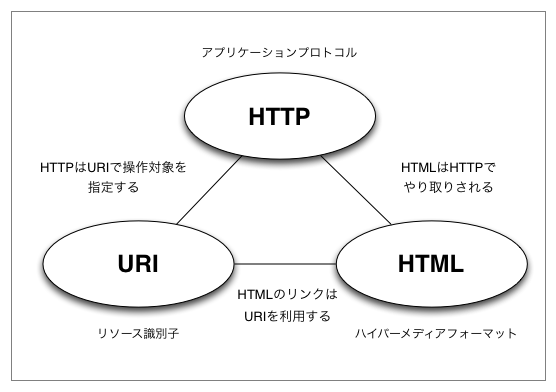 アプリケーションプロトコル
HTTP
HTTPはURIで操作対象を
指定する
HTMLはHTTPで
やり取りされる
URI
HTML
HTMLのリンクは
URIを利用する
リソース識別子
ハイパーメディアフォーマット